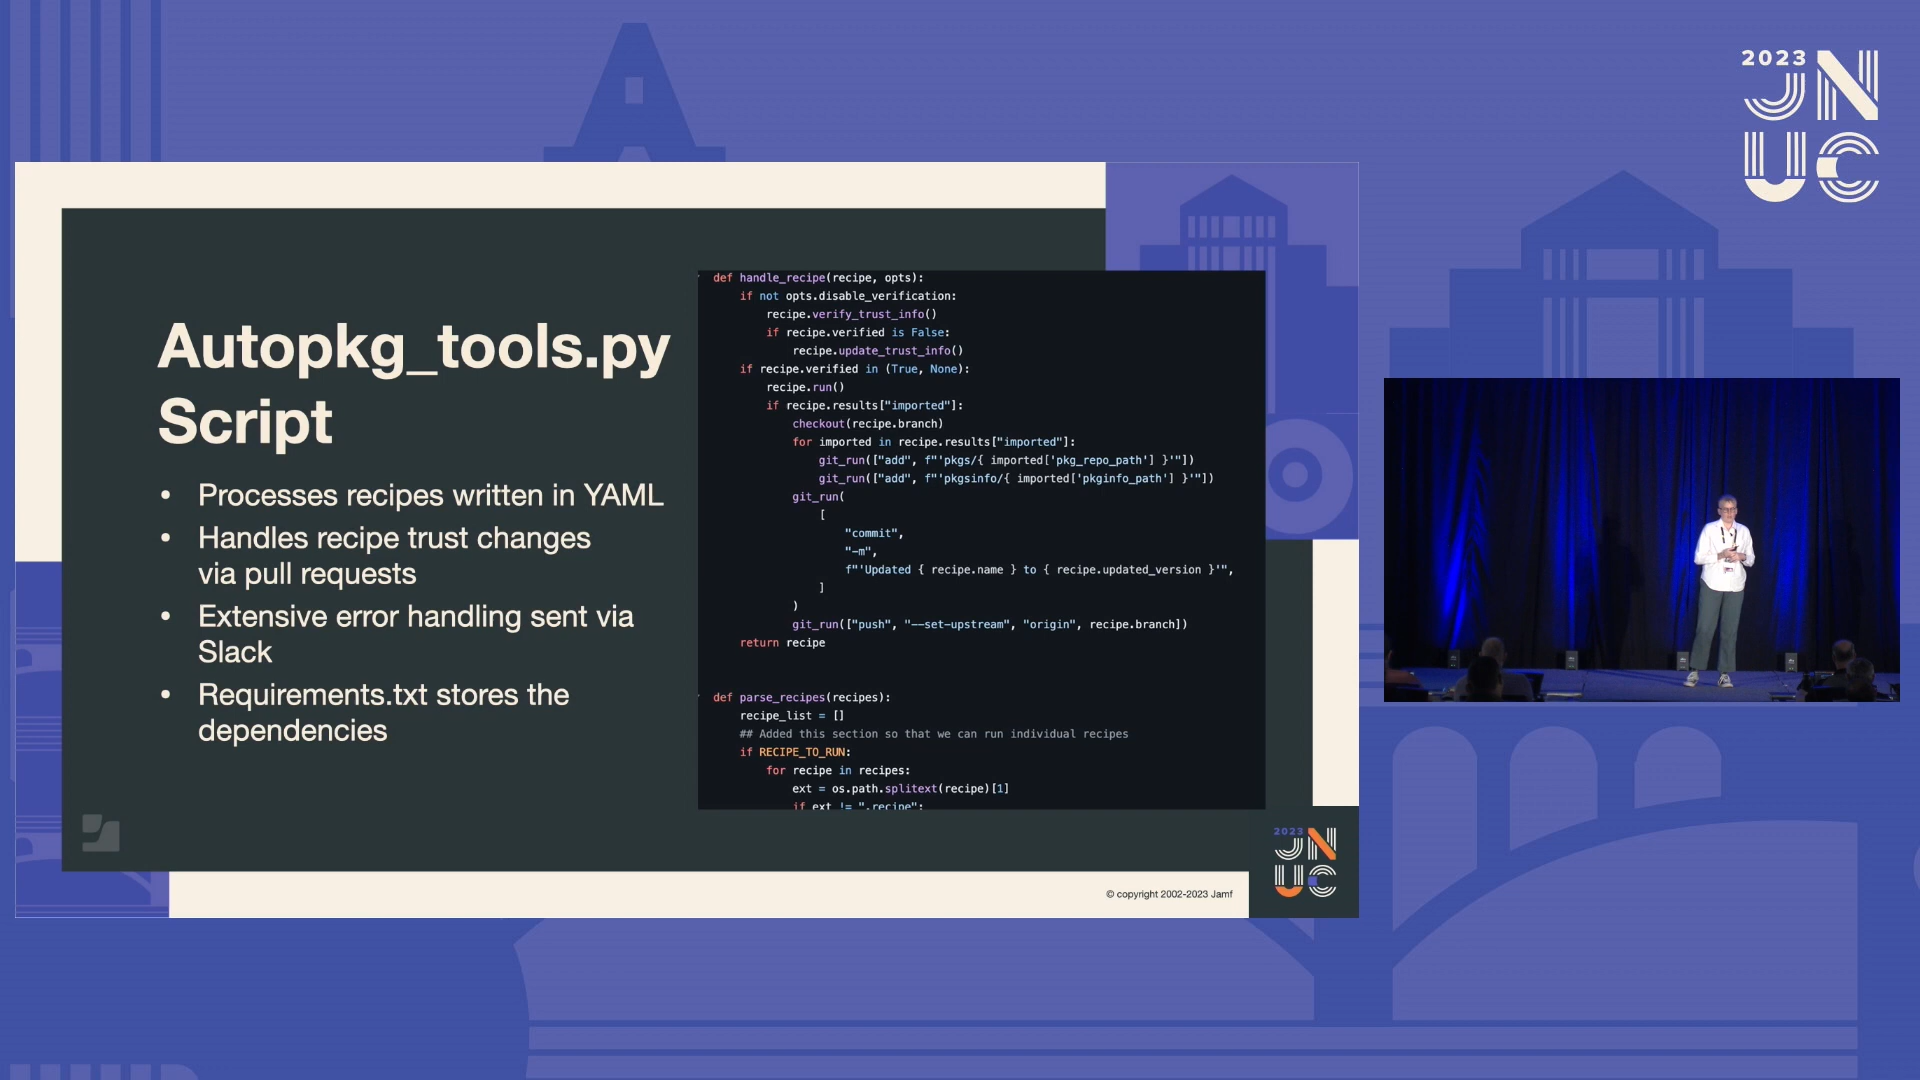 2023
JN
UC
Autopkg_tools.py
Script
• Processes recipes written in YAML
• Handles recipe trust changes
via pull requests
• Extensive error handling sent via
Slack
• Requirements.txt stores the
dependencies
def handle_recipe(recipe, opts):
    if not opts.disable_verification:
        recipe.verify_trust_info()
        if recipe.verified is False:
            recipe.update_trust_info()
    if recipe.verified in (True, None):
        recipe.run()
        if recipe.results["imported"]:
            checkout(recipe.branch)
            for imported in recipe.results["imported"]:
                git_run(["add", f"'pkgs/{ imported['pkg_repo_path'] }'"])
                git_run(["add", f"'pkgsinfo/{ imported['pkginfo_path'] }'"])
            git_run(
                [
                    "commit",
                    "-m",
                    f"'Updated { recipe.name } to { recipe.updated_version }'",
                ]
            )
            git_run(["push", "--set-upstream", "origin", recipe.branch])
    return recipe
def parse_recipes(recipes):
    recipe_list = []
    ## Added this section so that we can run individual recipes
    if RECIPE_TO_RUN:
        for recipe in recipes:
            ext = os.path.splitext(recipe)[1]
            if ext != ".recipe":
2023
JN
UC
© copyright 2002-2023 Jamf